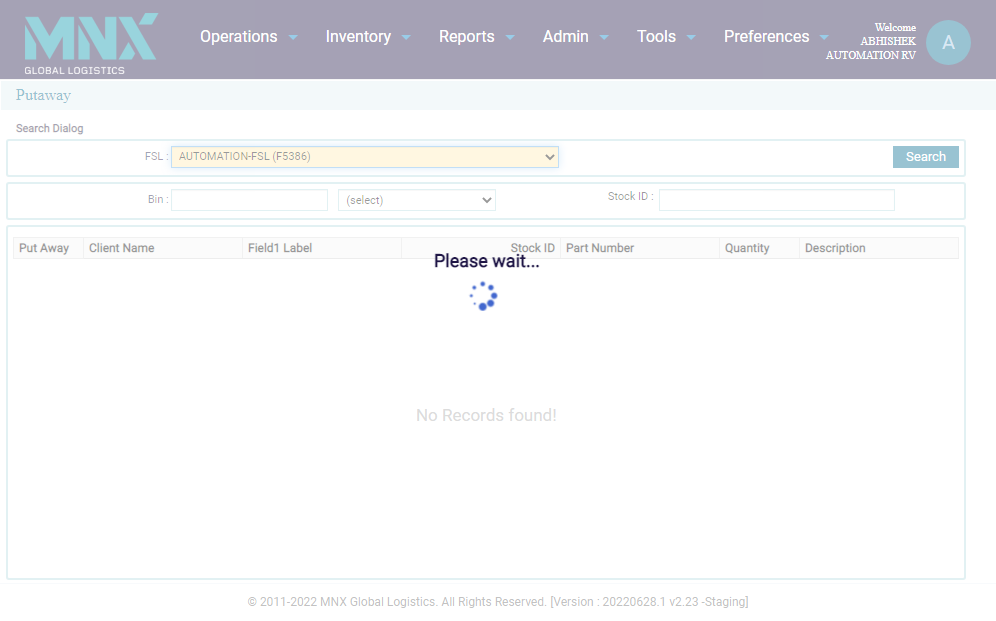 MNX
GLOBAL LOGISTICS
Operations Inventory Reports Admin Tools Preferences
Welcome
ABHISHEK
AUTOMATION RV
A
Putaway
Search Dialog
FSL : AUTOMATION-FSL (F5386) Search
Bin : (select) Stock ID :
Put Away Client Name Field1 Label Stock ID Part Number Quantity Description
Please wait...
No Records found!
© 2011-2022 MNX Global Logistics. All Rights Reserved. [Version : 20220628.1 v2.23 -Staging]